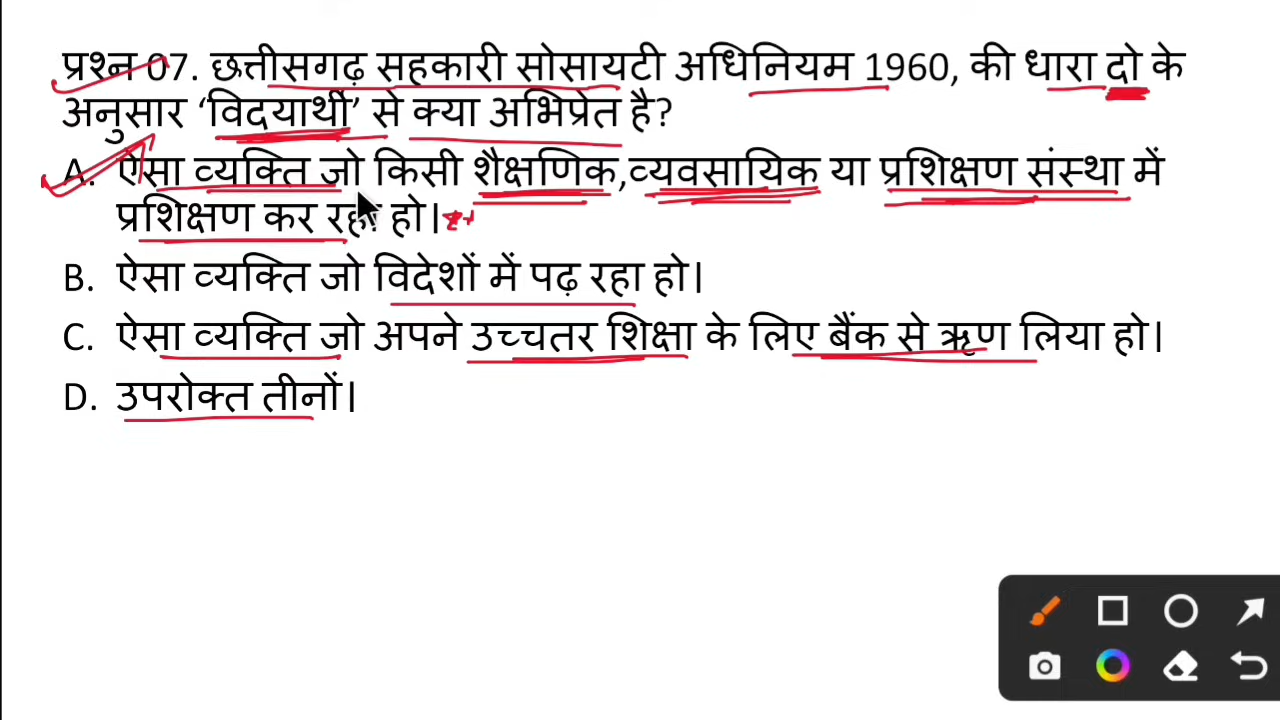 प्रश्न 07. छत्तीसगढ़ सहकारी सोसायटी अधिनियम 1960, की धारा दो के
अनुसार ‘विदयार्थी’ से क्या अभिप्रेत है?
A. ऐसा व्यक्ति जो किसी शैक्षणिक,व्यवसायिक या प्रशिक्षण संस्था में
प्रशिक्षण कर रहा हो।
B. ऐसा व्यक्ति जो विदेशों में पढ़ रहा हो।
C. ऐसा व्यक्ति जो अपने उच्चतर शिक्षा के लिए बैंक से ऋण लिया हो।
D. उपरोक्त तीनों।